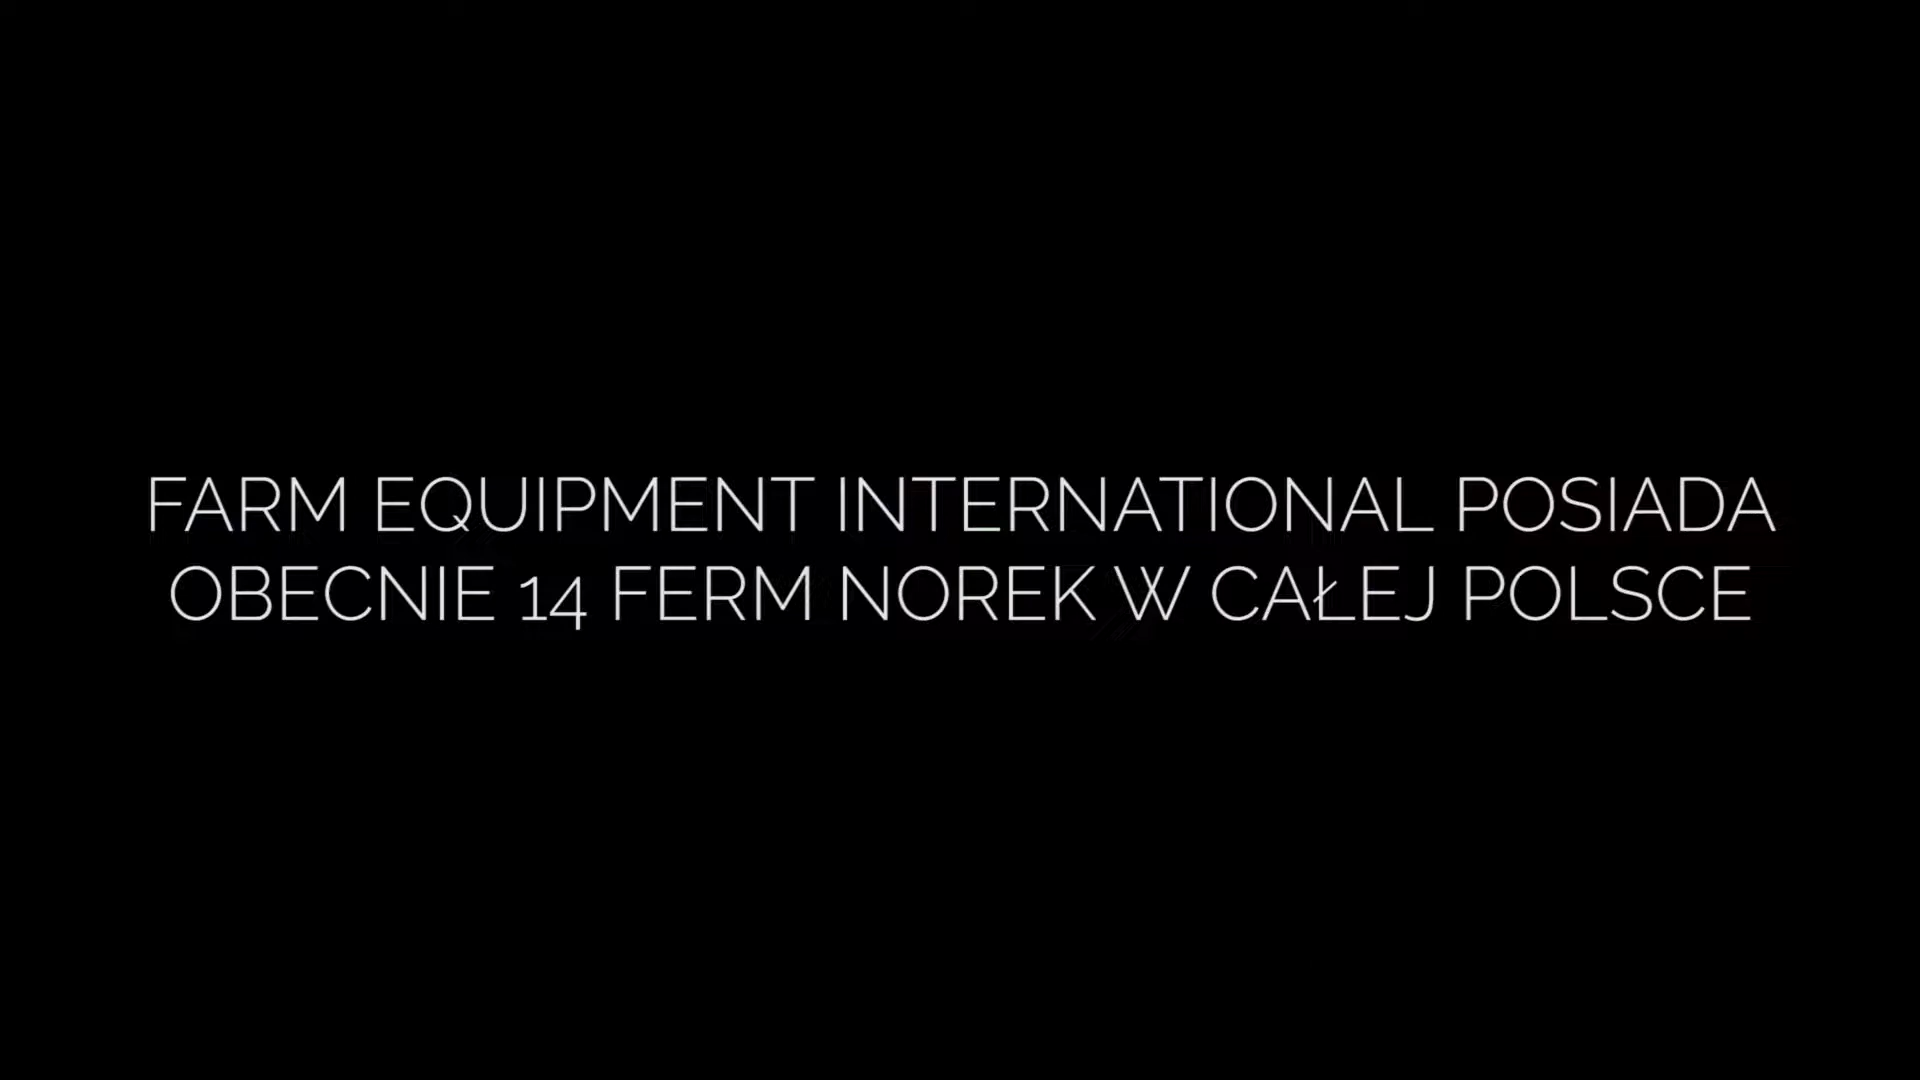 FARM EQUIPMENT INTERNATIONAL POSIADA
OBECNIE 14 FERM NOREK W CAŁEJ POLSCE